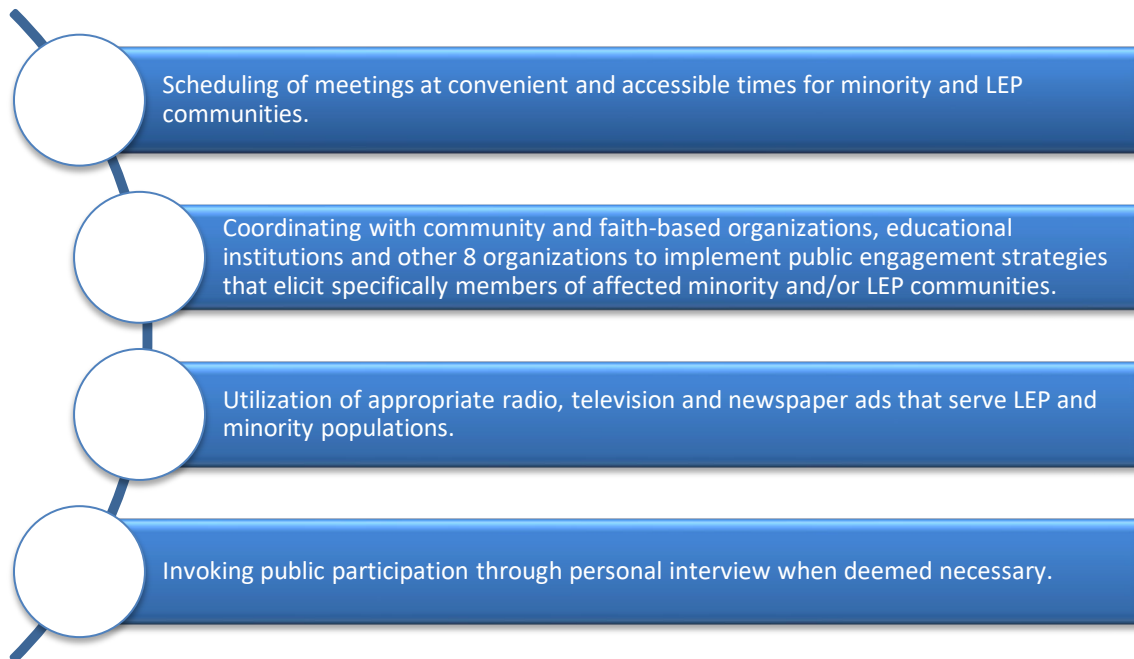 Scheduling of meetings at convenient and accessible times for minority and LEP
communities.
Coordinating with community and faith-based organizations, educational
institutions and other 8 organizations to implement public engagement strategies
that elicit specifically members of affected minority and/or LEP communities.
Utilization of appropriate radio, television and newspaper ads that serve LEP and
minority populations.
Invoking public participation through personal interview when deemed necessary.